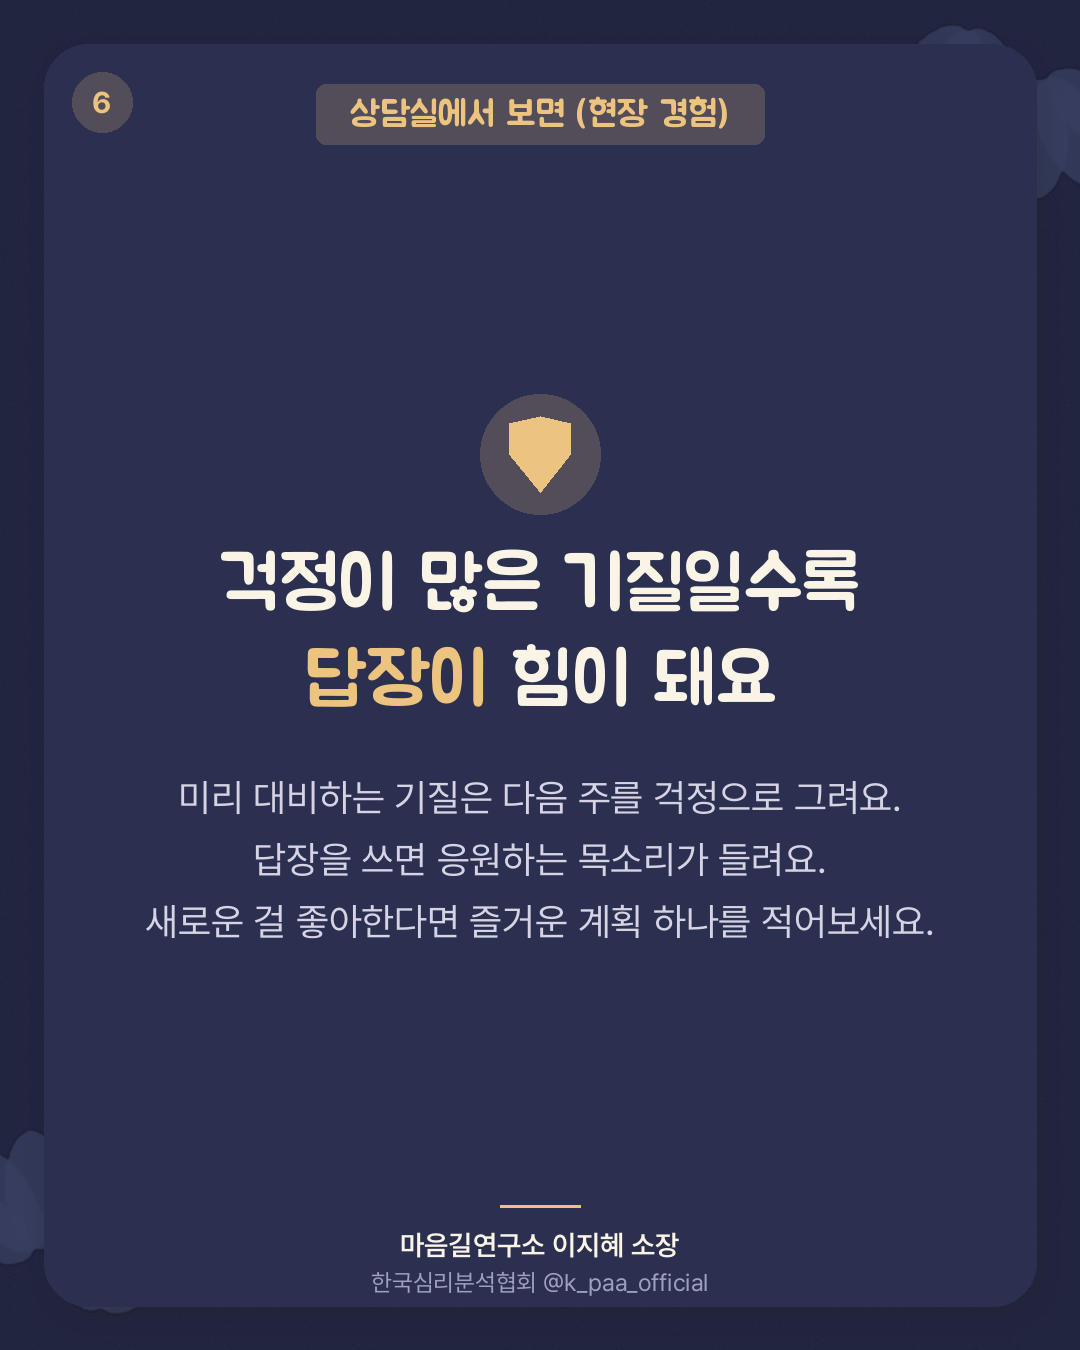 6
상담실에서 보면 (현장 경험)
걱정이 많은 기질일수록
답장이 힘이 돼요
미리 대비하는 기질은 다음 주를 걱정으로 그려요.
답장을 쓰면 응원하는 목소리가 들려요.
새로운 걸 좋아한다면 즐거운 계획 하나를 적어보세요.
마음길연구소 이지혜 소장
한국심리분석협회 @k_paa_official